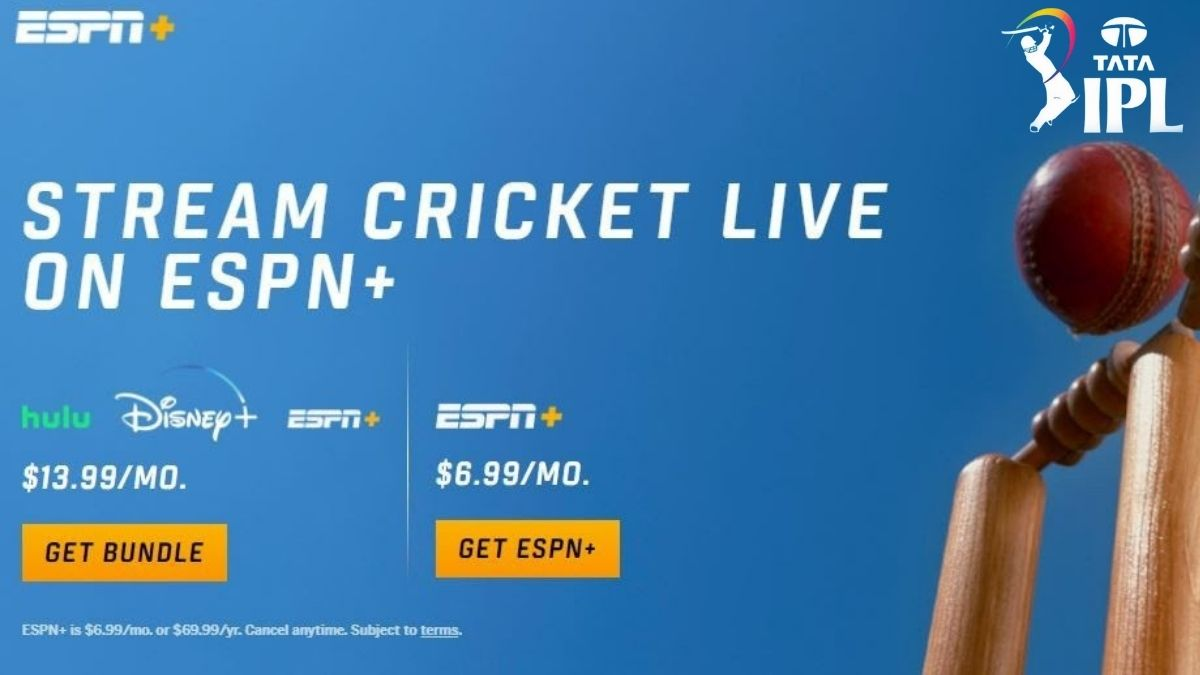 ESPN+
TATA
IPL
STREAM CRICKET LIVE
ON ESPN+
hulu Disney+ ESPN+
$13.99/MO.
GET BUNDLE
ESPN+
$6.99/MO.
GET ESPN+
ESPN+ is $6.99/mo. or $69.99/yr. Cancel anytime. Subject to terms.